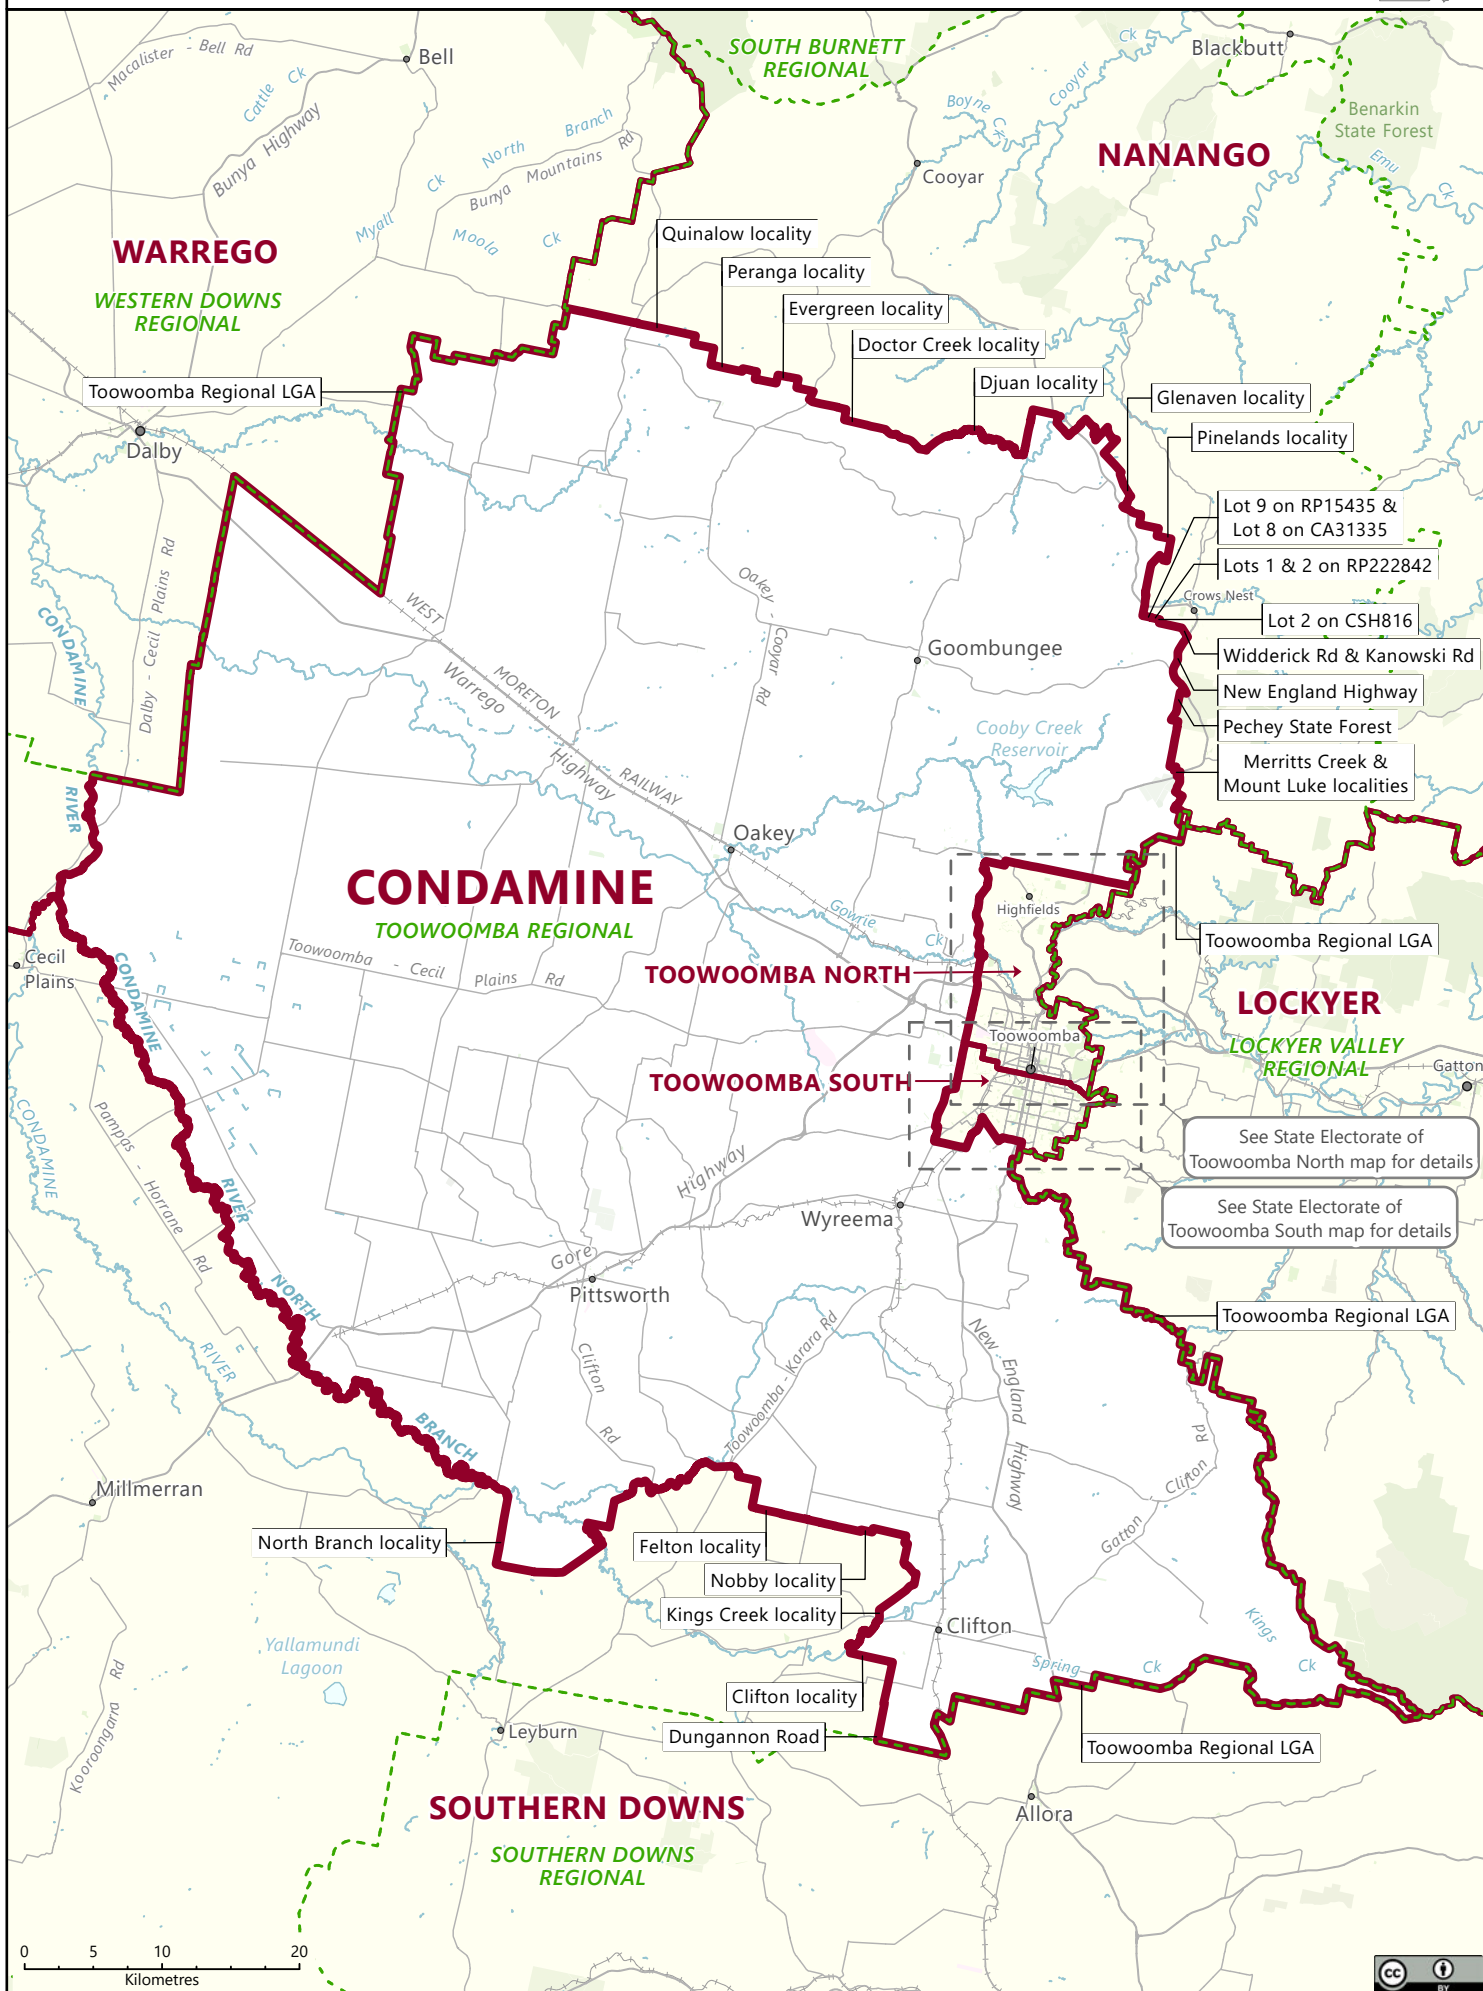 Macalister - Bell Rd
Bell
Cattle Ck
Bunya Highway
SOUTH BURNETT
REGIONAL
Blackbutt
Ck
Cooyar
Boyne Ck
Benarkin
State Forest
Emu
Ck
NANANGO
Cooyar
North Branch
Ck
Bunya Mountains Rd
Myall
Moola Ck
WARREGO
WESTERN DOWNS
REGIONAL
Quinalow locality
Peranga locality
Evergreen locality
Doctor Creek locality
Djuan locality
Glenaven locality
Pinelands locality
Toowoomba Regional LGA
Dalby
Lot 9 on RP15435 &
Lot 8 on CA31335
Lots 1 & 2 on RP222842
Crows Nest
Lot 2 on CSH816
Widderick Rd & Kanowski Rd
New England Highway
Pechey State Forest
Merritts Creek &
Mount Luke localities
Dalby - Cecil Plains Rd
CONDAMINE
RIVER
WEST
MORETON
RAILWAY
Warrego
Highway
Oakey - Cooyar Rd
Goombungee
Cooby Creek
Reservoir
Oakey
CONDAMINE
TOOWOOMBA REGIONAL
Highfields
Gowrie
Ck
Toowoomba Regional LGA
Toowoomba - Cecil Plains Rd
Cecil
Plains
TOOWOOMBA NORTH
LOCKYER
LOCKYER VALLEY
REGIONAL
Gatton
Toowoomba
TOOWOOMBA SOUTH
CONDAMINE
RIVER
NORTH
BRANCH
CONDAMINE
RIVER
Pampas - Horrane Rd
See State Electorate of
Toowoomba North map for details
See State Electorate of
Toowoomba South map for details
Highway
Gore
Wyreema
Pittsworth
Toowoomba Regional LGA
Clifton
Rd
Toowoomba - Karara Rd
New England Highway
Rd
Clifton
Gatton
Millmerran
North Branch locality
Felton locality
Nobby locality
Kings Creek locality
Clifton
Kings
Ck
Spring
Ck
Yallamundi
Lagoon
Clifton locality
Dungannon Road
Toowoomba Regional LGA
Leyburn
Kooroongarra Rd
SOUTHERN DOWNS
SOUTHERN DOWNS
REGIONAL
Allora
0 5 10 20
Kilometres
cc
BY